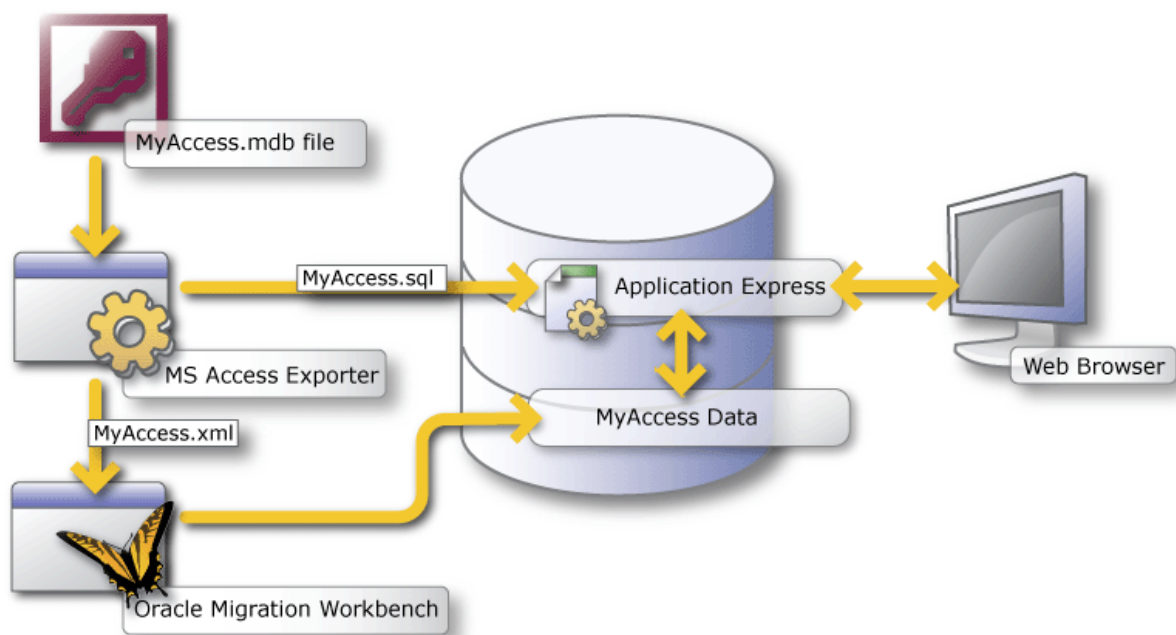 MyAccess.mdb file
MyAccess.sql
Application Express
MS Access Exporter
Web Browser
MyAccess.xml
MyAccess Data
Oracle Migration Workbench